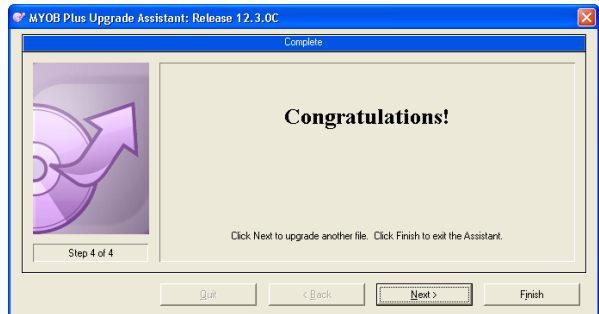 MYOB Plus Upgrade Assistant: Release 12.3.0C
Complete
Congratulations!
Click Next to upgrade another file. Click Finish to exit the Assistant.
Step 4 of 4
Quit
< Back
Next >
Finish